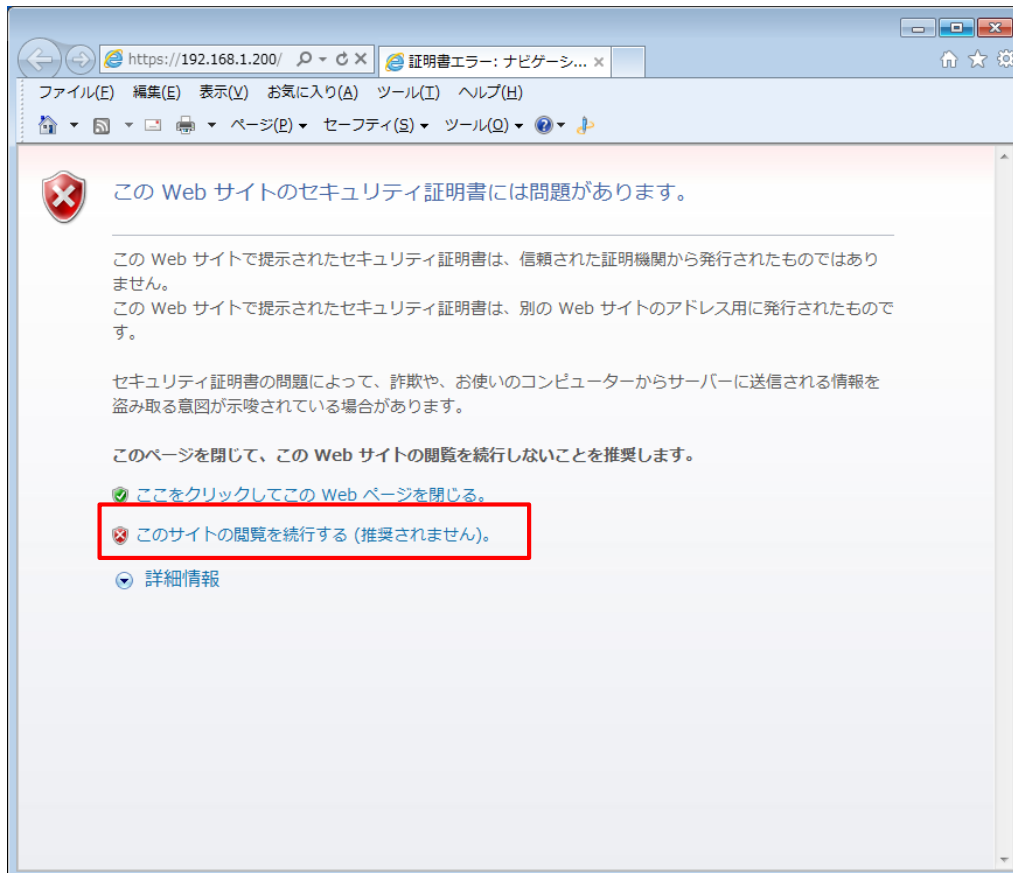 https://192.168.1.200/
証明書エラー: ナビゲーシ...
ファイル(F) 編集(E) 表示(V) お気に入り(A) ツール(T) ヘルプ(H)
ページ(P) セーフティ(S) ツール(O)
この Web サイトのセキュリティ証明書には問題があります。
この Web サイトで提示されたセキュリティ証明書は、信頼された証明機関から発行されたものではあり
ません。
この Web サイトで提示されたセキュリティ証明書は、別の Web サイトのアドレス用に発行されたもので
す。
セキュリティ証明書の問題によって、詐欺や、お使いのコンピューターからサーバーに送信される情報を
盗み取る意図が示唆されている場合があります。
このページを閉じて、この Web サイトの閲覧を続行しないことを推奨します。
ここをクリックしてこの Web ページを閉じる。
このサイトの閲覧を続行する (推奨されません)。
詳細情報